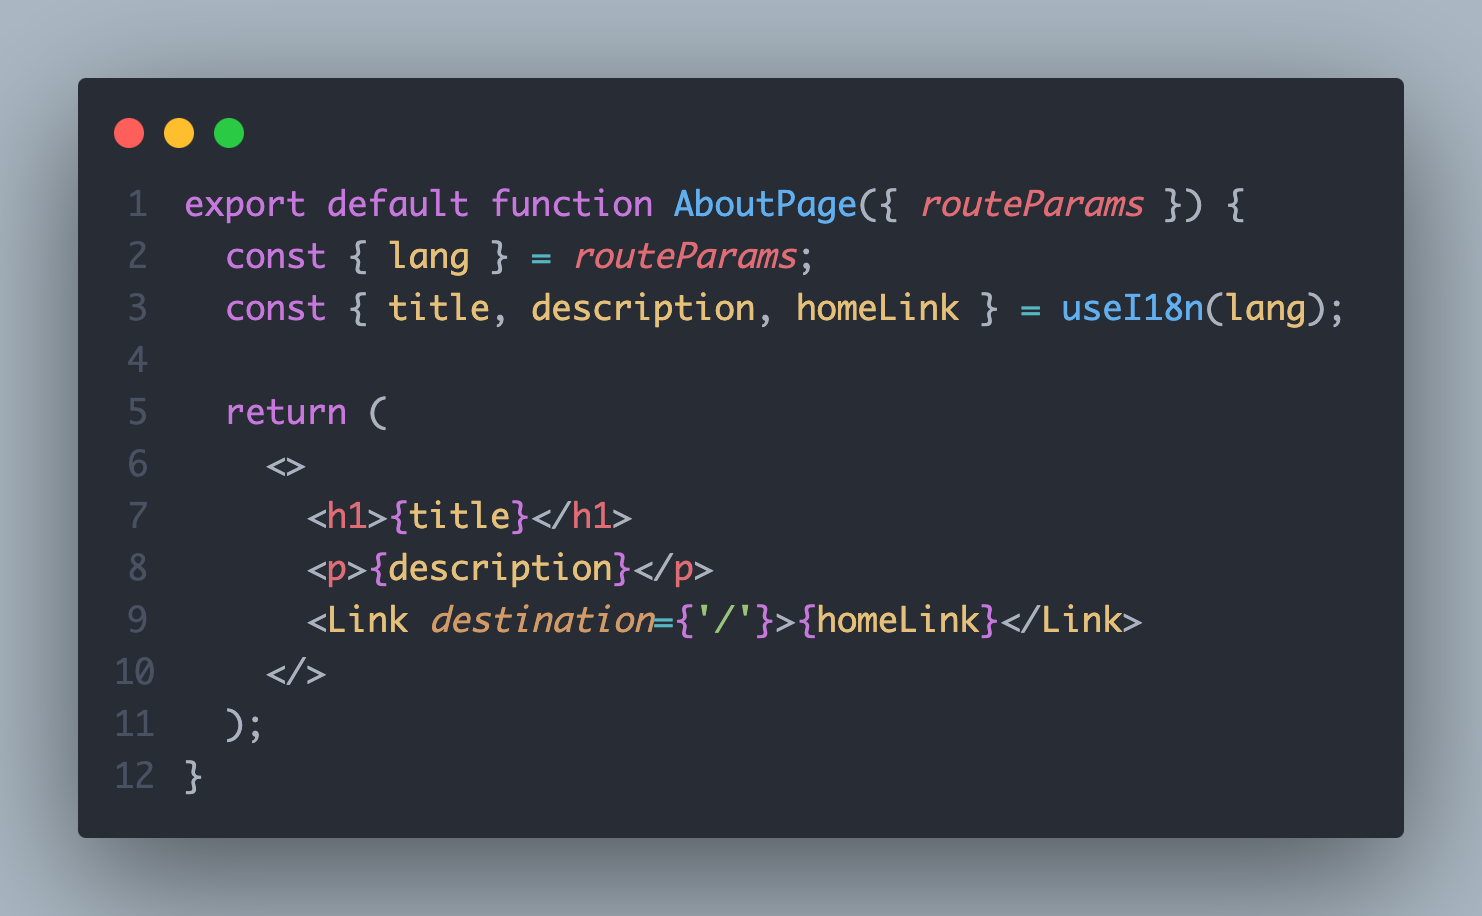 1 export default function AboutPage({ routeParams }) {
2   const { lang } = routeParams;
3   const { title, description, homeLink } = useI18n(lang);
4
5   return (
6     <>
7       <h1>{title}</h1>
8       <p>{description}</p>
9       <Link destination={'/'}>{homeLink}</Link>
10     </>
11   );
12 }